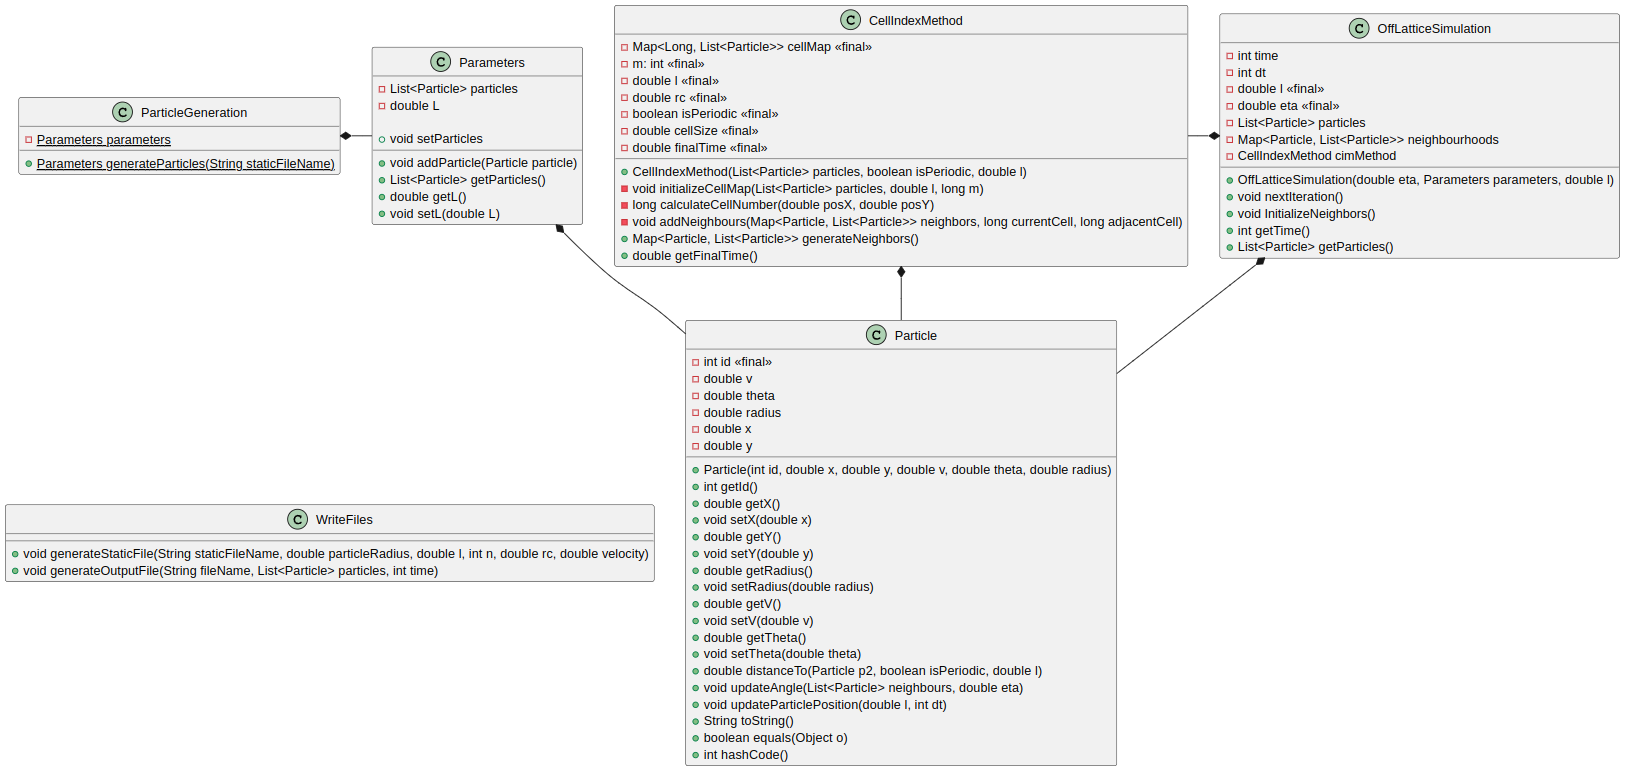 C ParticleGeneration
Parameters parameters
Parameters generateParticles(String staticFileName)
C Parameters
List<Particle> particles
double L
void setParticles
void addParticle(Particle particle)
List<Particle> getParticles()
double getL()
void setL(double L)
C CellIndexMethod
Map<Long, List<Particle>> cellMap «final»
m: int «final»
double l «final»
double rc «final»
boolean isPeriodic «final»
double cellSize «final»
double finalTime «final»
CellIndexMethod(List<Particle> particles, boolean isPeriodic, double l)
void initializeCellMap(List<Particle> particles, double l, long m)
long calculateCellNumber(double posX, double posY)
void addNeighbours(Map<Particle, List<Particle>> neighbors, long currentCell, long adjacentCell)
Map<Particle, List<Particle>> generateNeighbors()
double getFinalTime()
C OffLatticeSimulation
int time
int dt
double l «final»
double eta «final»
List<Particle> particles
Map<Particle, List<Particle>> neighbourhoods
CellIndexMethod cimMethod
OffLatticeSimulation(double eta, Parameters parameters, double l)
void nextIteration()
void InitializeNeighbors()
int getTime()
List<Particle> getParticles()
C Particle
int id «final»
double v
double theta
double radius
double x
double y
Particle(int id, double x, double y, double v, double theta, double radius)
int getId()
double getX()
void setX(double x)
double getY()
void setY(double y)
double getRadius()
void setRadius(double radius)
double getV()
void setV(double v)
double getTheta()
void setTheta(double theta)
double distanceTo(Particle p2, boolean isPeriodic, double l)
void updateAngle(List<Particle> neighbours, double eta)
void updateParticlePosition(double l, int dt)
String toString()
boolean equals(Object o)
int hashCode()
C WriteFiles
void generateStaticFile(String staticFileName, double particleRadius, double l, int n, double rc, double velocity)
void generateOutputFile(String fileName, List<Particle> particles, int time)